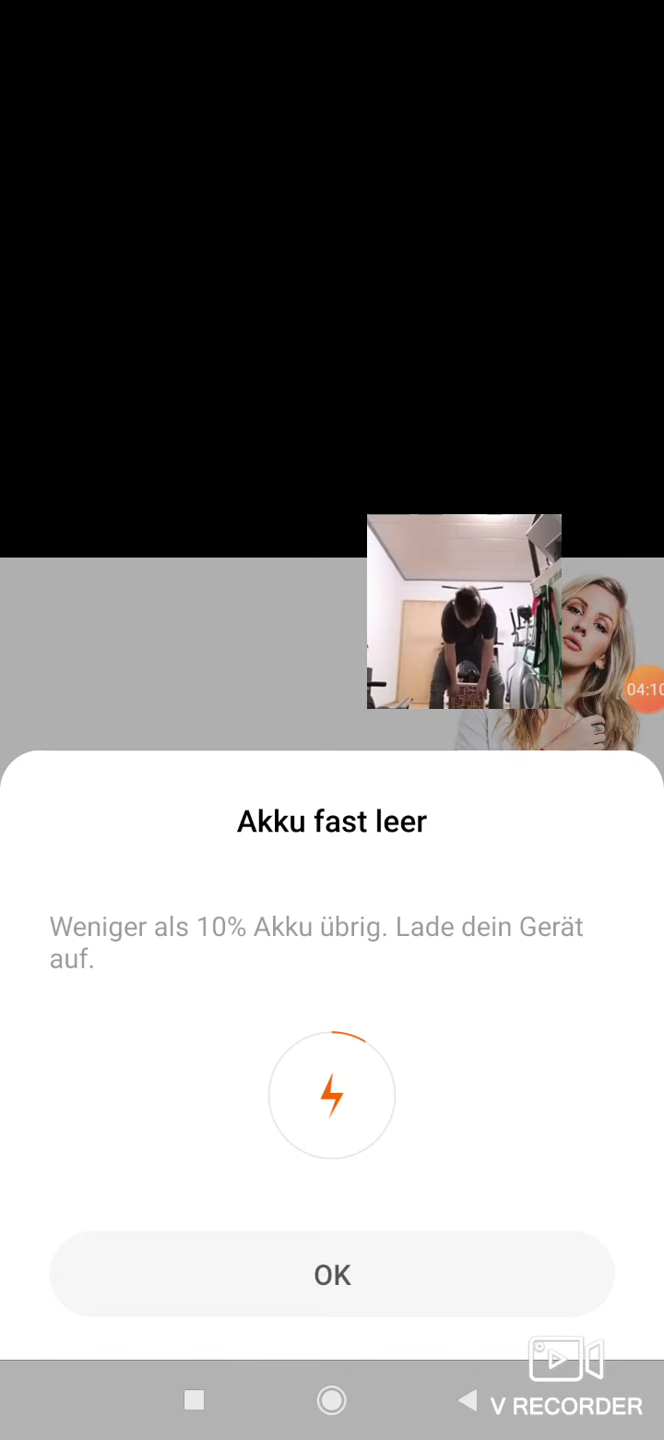 04:10
Akku fast leer
Weniger als 10% Akku übrig. Lade dein Gerät
auf.
OK
V RECORDER